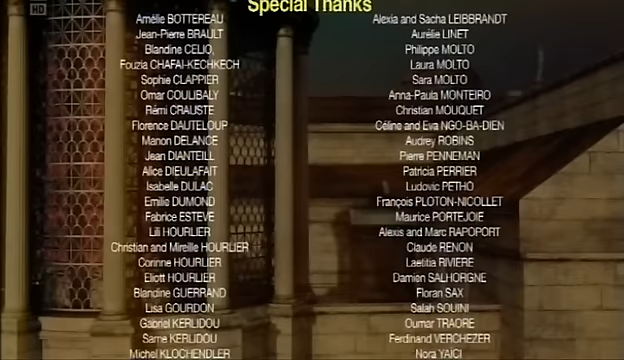 HD
Special Thanks
Amélie BOTTEREAU
Jean-Pierre BRAULT
Blandine CELIO,
Fouzia CHAFAI-KECHKECH
Sophie CLAPPIER
Omar COULIBALY
Rémi CRAUSTE
Florence DAUTELOUP
Manon DELANCE
Jean DIANTEILL
Alice DIEULAFAIT
Isabelle DULAC
Emilie DUMOND
Fabrice ESTEVE
Lili HOURLIER
Christian and Mireille HOURLIER
Corinne HOURLIER
Eliott HOURLIER
Blandine GUERRAND
Lisa GOURDON
Gabriel KERLIDOU
Same KERLIDOU
Michel KLOCHENDLER
Alexia and Sacha LEIBBRANDT
Aurélie LINET
Philippe MOLTO
Laura MOLTO
Sara MOLTO
Anna-Paula MONTEIRO
Christian MOUQUET
Céline and Eva NGO-BA-DIEN
Audrey ROBINS
Pierre PENNEMAN
Patricia PERRIER
Ludovic PETHO
François PLOTON-NICOLLET
Maurice PORTEJOIE
Alexis and Marc RAPOPORT
Claude RENON
Laetitia RIVIERE
Damien SALHORGNE
Floran SAX
Salah SOUINI
Oumar TRAORE
Ferdinand VERCHEZER
Nora YAICI